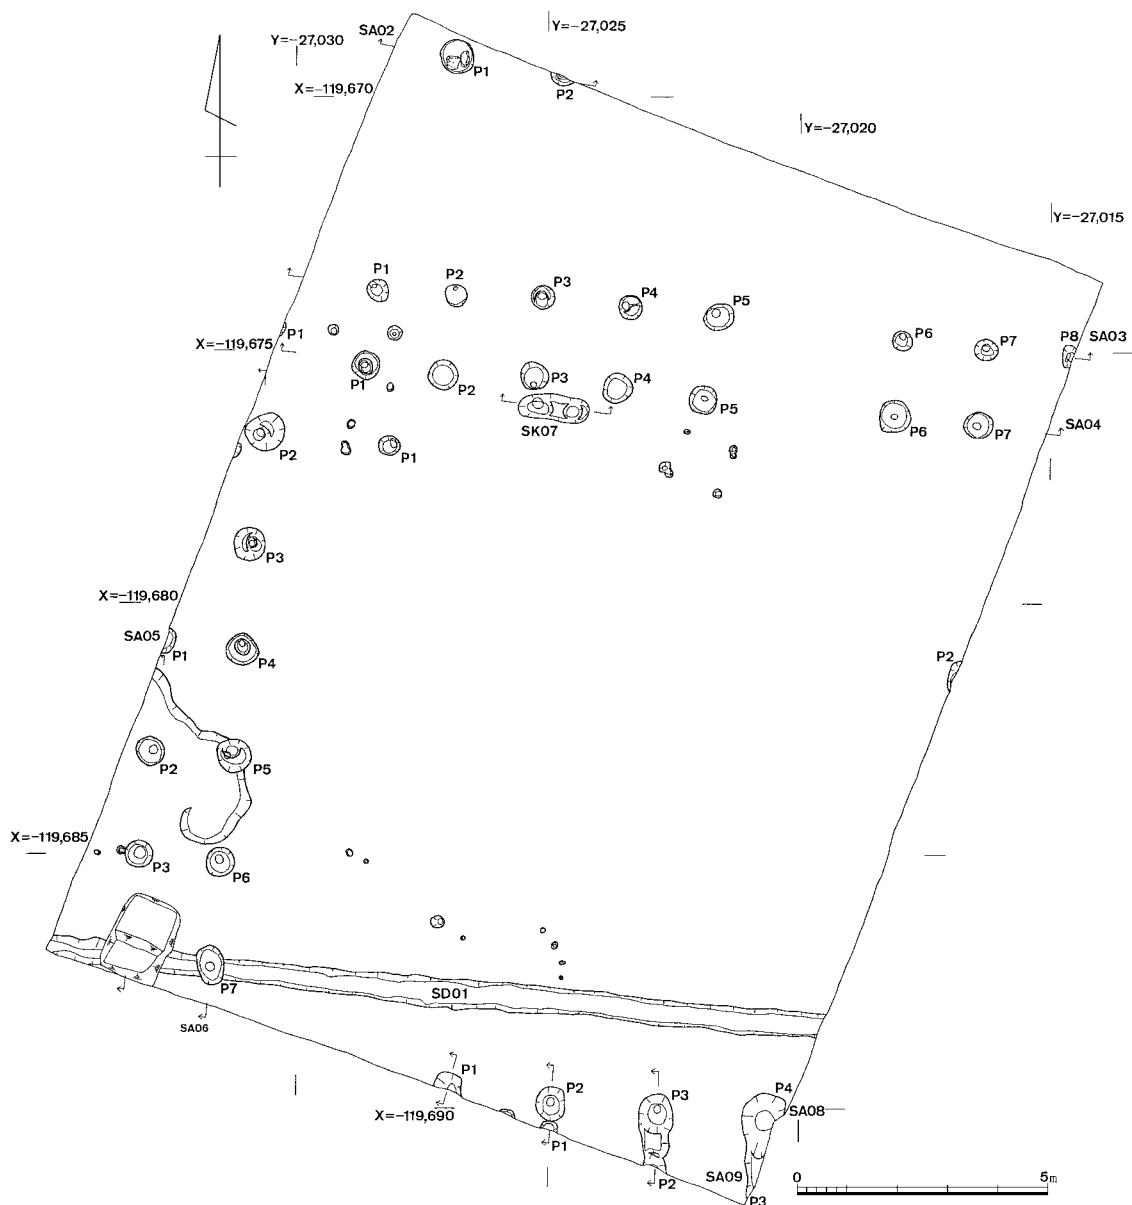 SA02
Y=-27,025
Y=-27,030
P1
X=-119,670
P2
Y=-27,020
Y=-27,015
P1
P2
P3
P4
P5
P6
P7
P8
SA03
P1
X=-119,675
P1
P2
P3
P4
P5
P6
P7
SA04
SK07
P2
P1
P3
X=-119,680
SA05
P1
P4
P2
P2
P5
X=-119,685
P3
P6
P7
SD01
SA06
P1
P2
P3
P4
SA08
X=-119,690
P1
P2
SA09
P3
0
5m